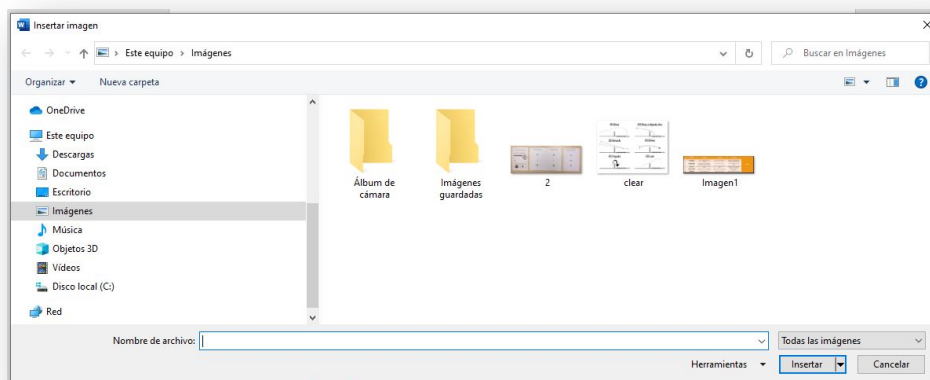 Insertar imagen
Este equipo > Imágenes
Buscar en Imágenes
Organizar
Nueva carpeta
OneDrive
Este equipo
Descargas
Documentos
Escritorio
Imágenes
Música
Objetos 3D
Vídeos
Disco local (C:)
Red
Álbum de cámara
Imágenes guardadas
2
clear
Imagen1
Nombre de archivo:
Todas las imágenes
Herramientas
Insertar
Cancelar